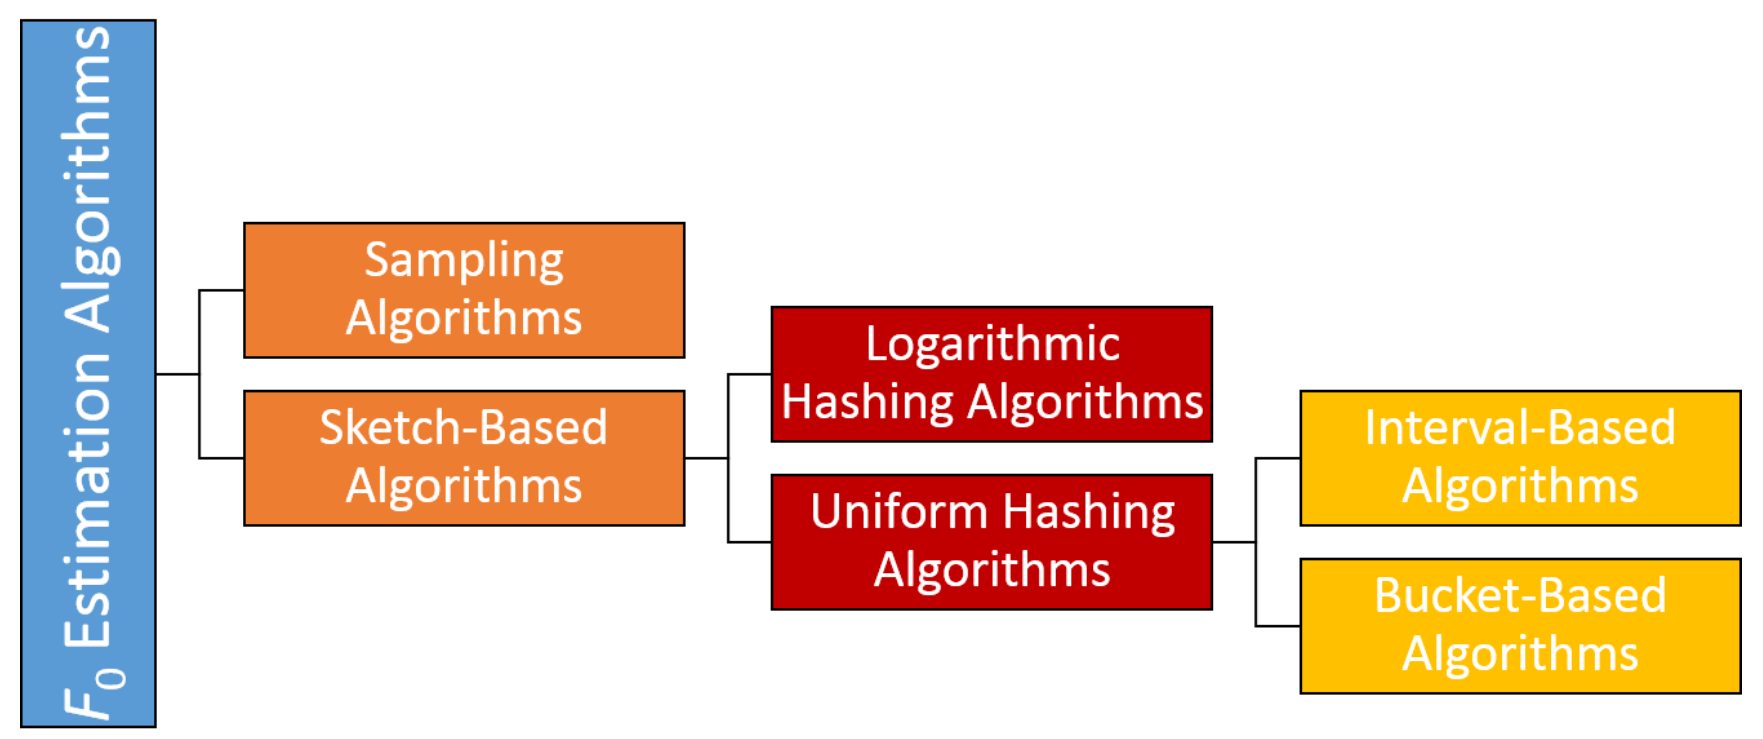 F0 Estimation Algorithms
Sampling
Algorithms
Sketch-Based
Algorithms
Logarithmic
Hashing Algorithms
Uniform Hashing
Algorithms
Interval-Based
Algorithms
Bucket-Based
Algorithms